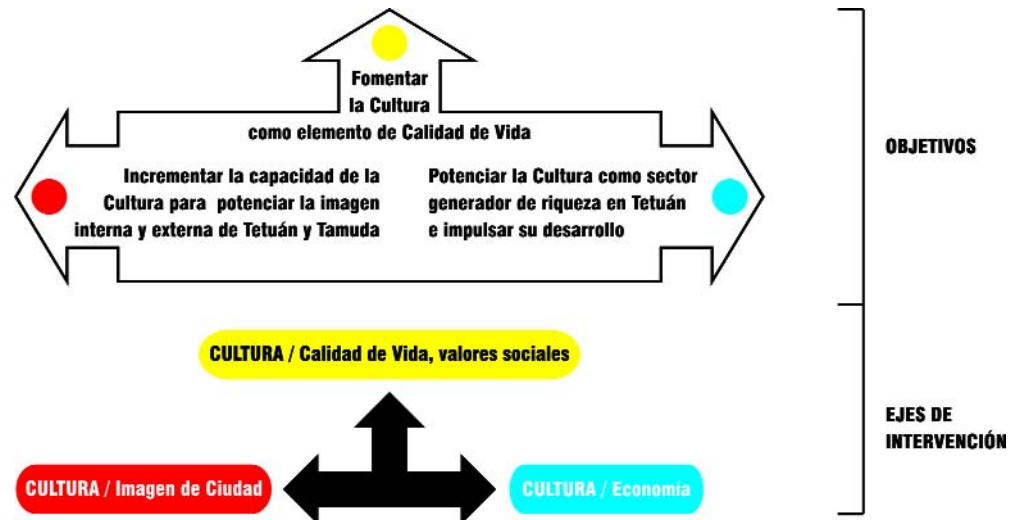 Fomentar
la Cultura
como elemento de Calidad de Vida
Incrementar la capacidad de la
Cultura para potenciar la imagen
interna y externa de Tetuán y Tamuda
Potenciar la Cultura como sector
generador de riqueza en Tetuán
e impulsar su desarrollo
OBJETIVOS
CULTURA / Calidad de Vida, valores sociales
CULTURA / Imagen de Ciudad
CULTURA / Economía
EJES DE
INTERVENCIÓN